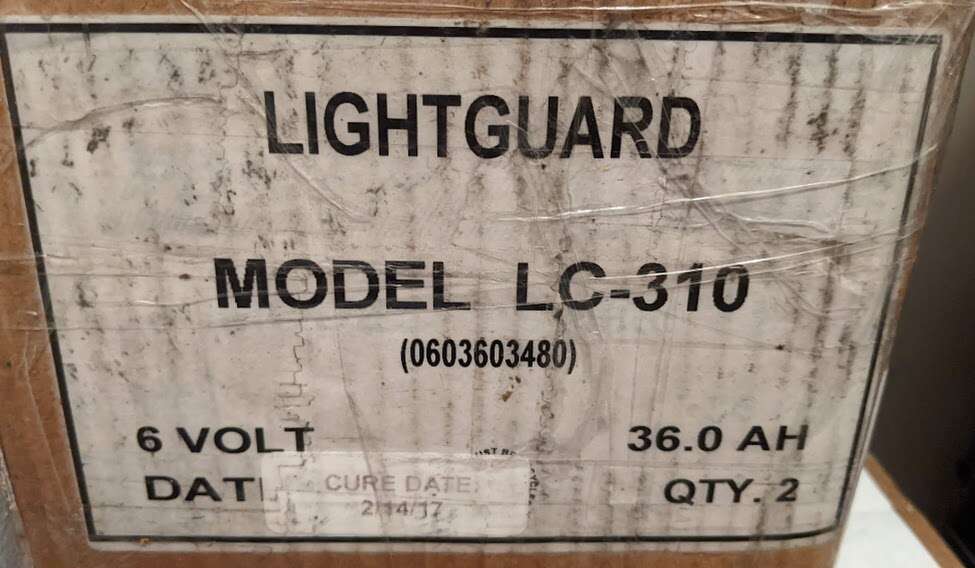 LIGHTGUARD
MODEL LC-310
(0603603480)
6 VOLT 36.0 AH
QTY. 2
CURE DATE:
2/14/17